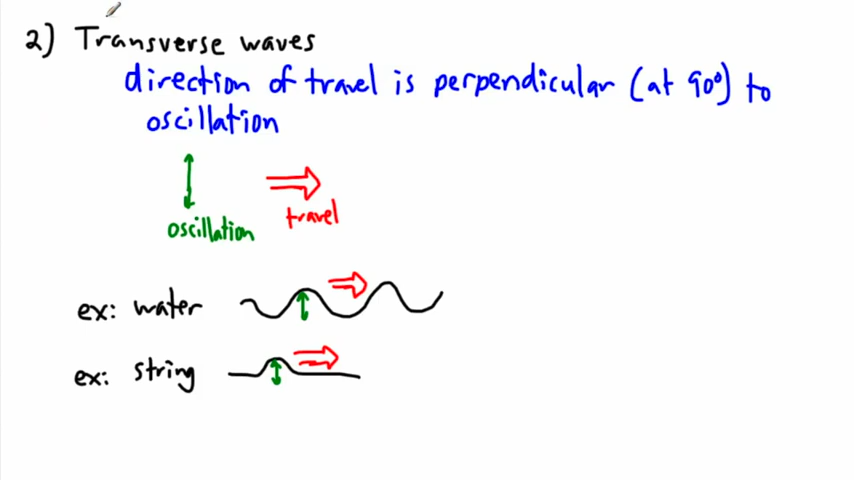 2) Transverse waves
direction of travel is perpendicular (at 90°) to
oscillation
oscillation
travel
ex: water
ex: string